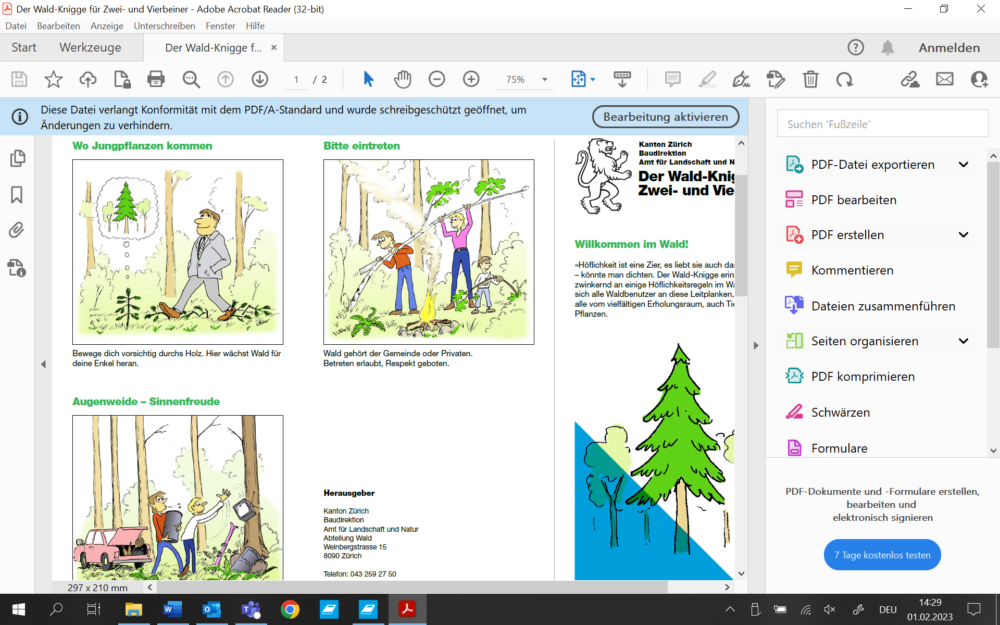 Der Wald-Knigge für Zwei- und Vierbeiner - Adobe Acrobat Reader (32-bit)
Datei Bearbeiten Anzeige Unterschreiben Fenster Hilfe
Start Werkzeuge Der Wald-Knigge f... × Anmelden
1 / 2 75%
Diese Datei verlangt Konformität mit dem PDF/A-Standard und wurde schreibgeschützt geöffnet, um
Änderungen zu verhindern.
Bearbeitung aktivieren
Wo Jungpflanzen kommen
Bewege dich vorsichtig durchs Holz. Hier wächst Wald für
deine Enkel heran.
Augenweide – Sinnenfreude
Bitte eintreten
Wald gehört der Gemeinde oder Privaten.
Betreten erlaubt, Respekt geboten.
Herausgeber
Kanton Zürich
Baudirektion
Amt für Landschaft und Natur
Abteilung Wald
Weinbergstrasse 15
8090 Zürich
Telefon: 043 259 27 50
Kanton Zürich
Baudirektion
Amt für Landschaft und N
Der Wald-Knig
Zwei- und Vie
Willkommen im Wald!
«Höflichkeit ist eine Zier, es liebt sie auch da
– könnte man dichten. Der Wald-Knigge erin
zwinkernd an einige Höflichkeitsregeln im Wa
sich alle Waldbenutzer an diese Leitplanken,
alle vom vielfältigen Erholungsraum, auch Tie
Pflanzen.
297 x 210 mm
Suchen 'Fußzeile'
PDF-Datei exportieren
PDF bearbeiten
PDF erstellen
Kommentieren
Dateien zusammenführen
Seiten organisieren
PDF komprimieren
Schwärzen
Formulare
PDF-Dokumente und -Formulare erstellen,
bearbeiten und
elektronisch signieren
7 Tage kostenlos testen
DEU
14:29
01.02.2023